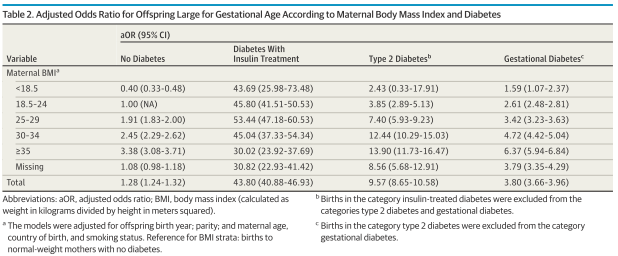 Table 2. Adjusted Odds Ratio for Offspring Large for Gestational Age According to Maternal Body Mass Index and Diabetes
aOR (95% CI)
Variable No Diabetes Diabetes With Insulin Treatment Type 2 Diabetesb Gestational Diabetesc
Maternal BMIa
<18.5 0.40 (0.33-0.48) 43.69 (25.98-73.48) 2.43 (0.33-17.91) 1.59 (1.07-2.37)
18.5-24 1.00 (NA) 45.80 (41.51-50.53) 3.85 (2.89-5.13) 2.61 (2.48-2.81)
25-29 1.91 (1.83-2.00) 53.44 (47.18-60.53) 7.40 (5.93-9.23) 3.42 (3.23-3.63)
30-34 2.45 (2.29-2.62) 45.04 (37.33-54.34) 12.44 (10.29-15.03) 4.72 (4.42-5.04)
≥35 3.38 (3.08-3.71) 30.02 (23.92-37.69) 13.90 (11.73-16.47) 6.37 (5.94-6.84)
Missing 1.08 (0.98-1.18) 30.82 (22.93-41.42) 8.56 (5.68-12.91) 3.79 (3.35-4.29)
Total 1.28 (1.24-1.32) 43.80 (40.88-46.93) 9.57 (8.65-10.58) 3.80 (3.66-3.96)
Abbreviations: aOR, adjusted odds ratio; BMI, body mass index (calculated as
weight in kilograms divided by height in meters squared).
a The models were adjusted for offspring birth year; parity; and maternal age,
country of birth, and smoking status. Reference for BMI strata: births to
normal-weight mothers with no diabetes.
b Births in the category insulin-treated diabetes were excluded from the
categories type 2 diabetes and gestational diabetes.
c Births in the category type 2 diabetes were excluded from the category
gestational diabetes.